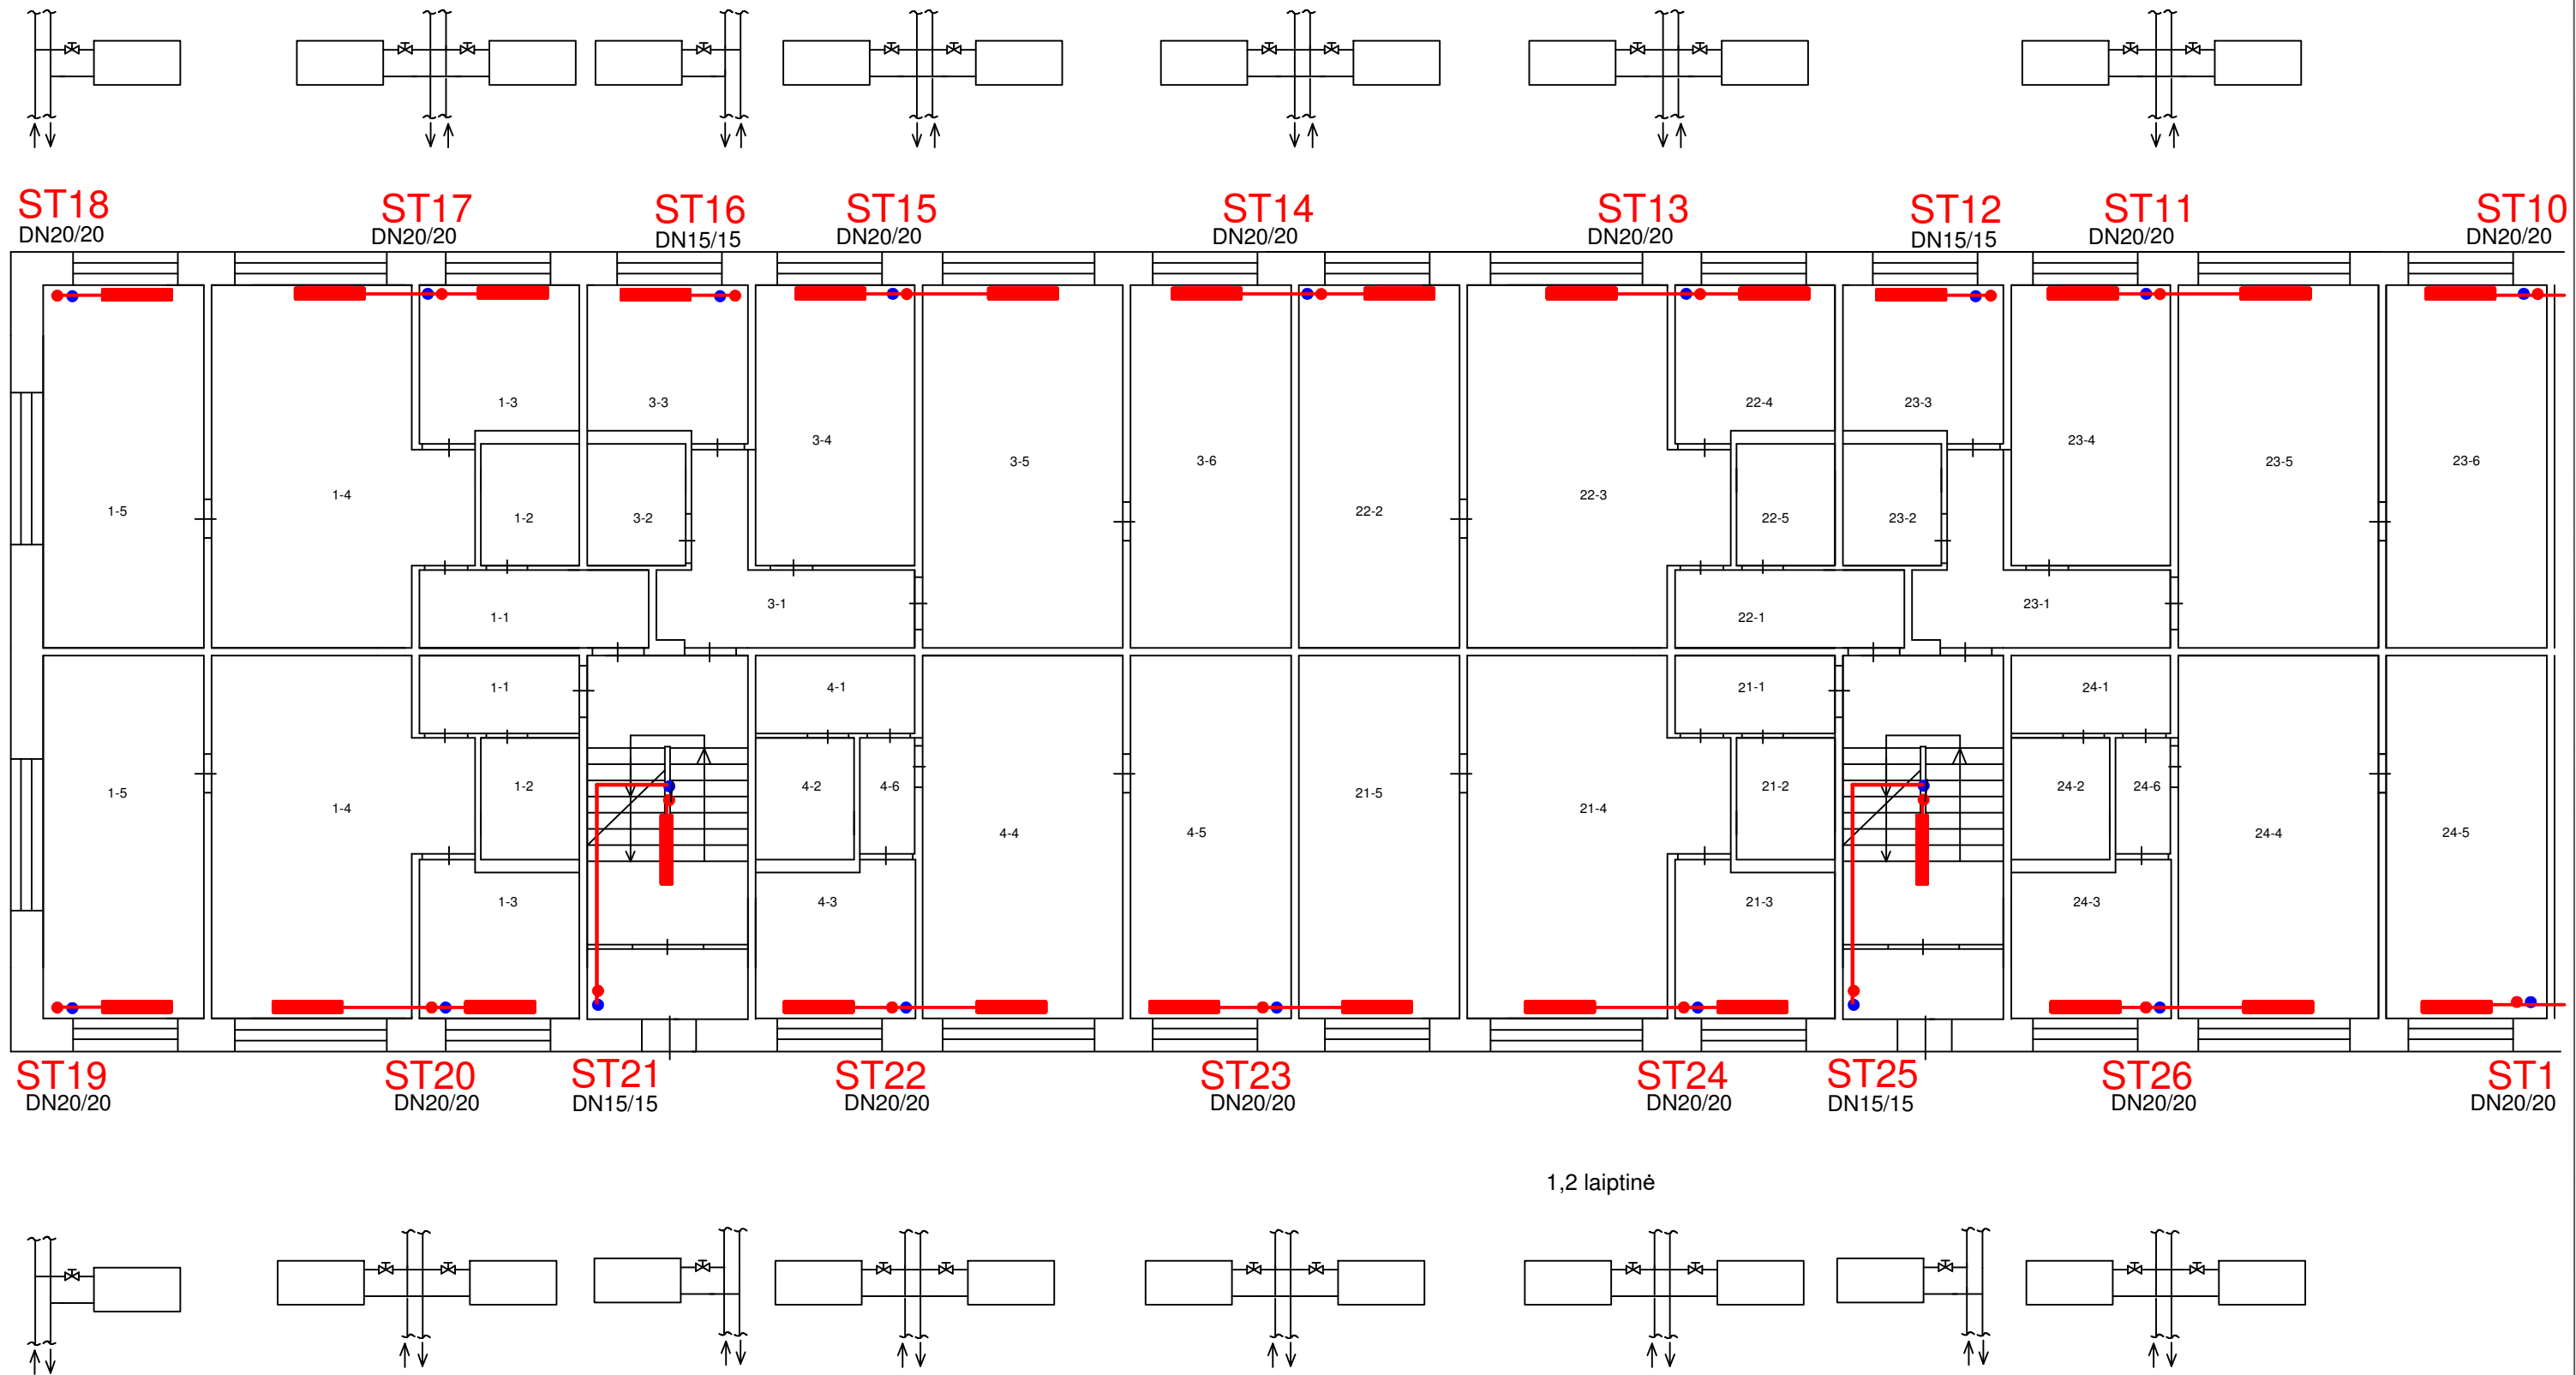 ST18 ST17 ST16 ST15 ST14 ST13 ST12 ST11 ST10
DN20/20 DN20/20 DN15/15 DN20/20 DN20/20 DN20/20 DN15/15 DN20/20 DN20/20
1-3 3-3 22-4 23-3
3-4 23-4
3-5 3-6 23-5 23-6
1-4 22-3
1-5 1-2 3-2 22-2 22-5 23-2
3-1 23-1
1-1 22-1
1-1 4-1 21-1 24-1
1-5 1-2 4-2 4-6 21-5 21-2 24-2 24-6
1-4 21-4
4-4 4-5 24-4 24-5
1-3 4-3 21-3 24-3
ST19 ST20 ST21 ST22 ST23 ST24 ST25 ST26 ST1
DN20/20 DN20/20 DN15/15 DN20/20 DN20/20 DN20/20 DN15/15 DN20/20 DN20/20
1,2 laiptinė